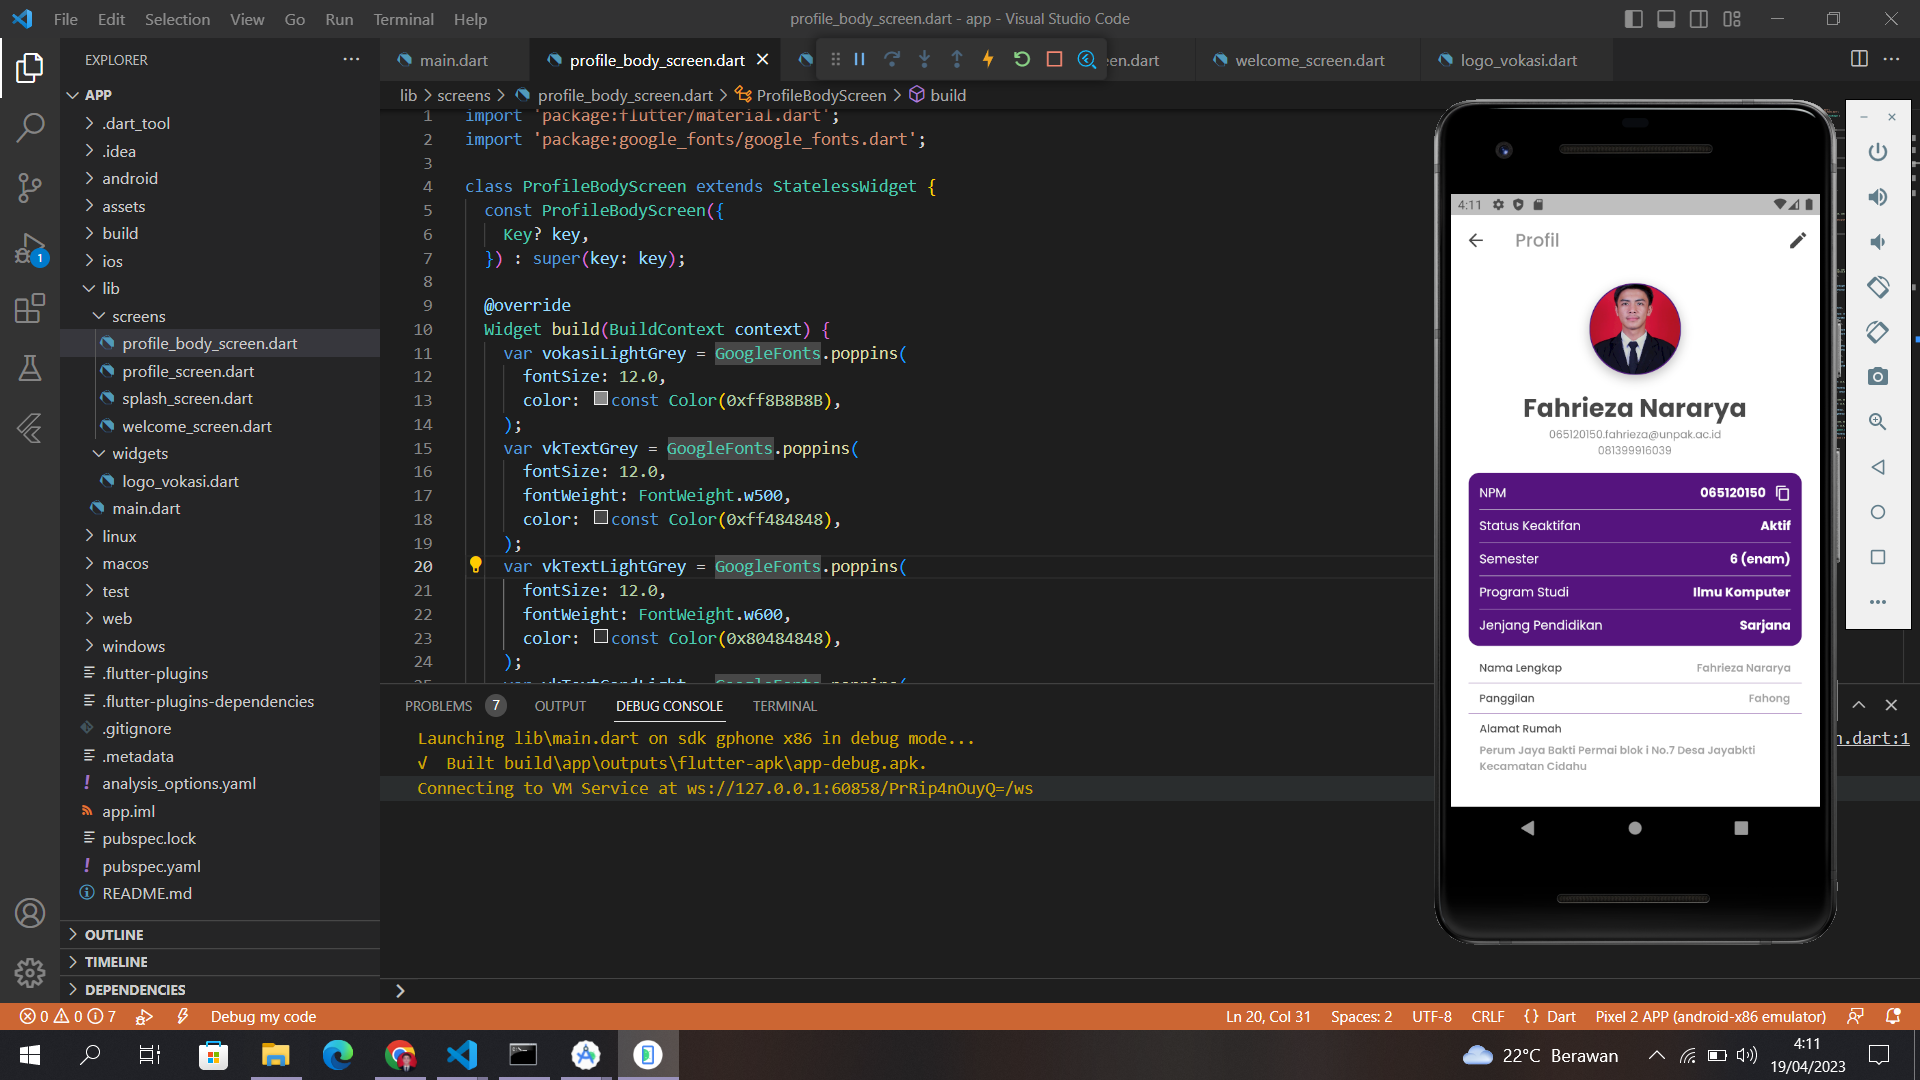 File Edit Selection View Go Run Terminal Help
profile_body_screen.dart - app - Visual Studio Code
EXPLORER
APP
.dart_tool
.idea
android
assets
build
ios
lib
screens
profile_body_screen.dart
profile_screen.dart
splash_screen.dart
welcome_screen.dart
widgets
logo_vokasi.dart
main.dart
linux
macos
test
web
windows
.flutter-plugins
.flutter-plugins-dependencies
.gitignore
.metadata
analysis_options.yaml
app.iml
pubspec.lock
pubspec.yaml
README.md
OUTLINE
TIMELINE
DEPENDENCIES
1
main.dart
profile_body_screen.dart
welcome_screen.dart
logo_vokasi.dart
lib > screens > profile_body_screen.dart > ProfileBodyScreen > build
1 import 'package:flutter/material.dart';
2 import 'package:google_fonts/google_fonts.dart';
3
4 class ProfileBodyScreen extends StatelessWidget {
5 const ProfileBodyScreen({
6 Key? key,
7 }) : super(key: key);
8
9 @override
10 Widget build(BuildContext context) {
11 var vokasiLightGrey = GoogleFonts.poppins(
12 fontSize: 12.0,
13 color: const Color(0xff8B8B8B),
14 );
15 var vkTextGrey = GoogleFonts.poppins(
16 fontSize: 12.0,
17 fontWeight: FontWeight.w500,
18 color: const Color(0xff484848),
19 );
20 var vkTextLightGrey = GoogleFonts.poppins(
21 fontSize: 12.0,
22 fontWeight: FontWeight.w600,
23 color: const Color(0x80484848),
24 );
PROBLEMS 7 OUTPUT DEBUG CONSOLE TERMINAL
Launching lib\main.dart on sdk gphone x86 in debug mode...
√ Built build\app\outputs\flutter-apk\app-debug.apk.
Connecting to VM Service at ws://127.0.0.1:60858/PrRip4nOuyQ=/ws
4:11
Profil
Fahrieza Nararya
065120150.fahrieza@unpak.ac.id
081399916039
NPM 065120150
Status Keaktifan Aktif
Semester 6 (enam)
Program Studi Ilmu Komputer
Jenjang Pendidikan Sarjana
Nama Lengkap Fahrieza Nararya
Panggilan Fahong
Alamat Rumah
Perum Jaya Bakti Permai blok i No.7 Desa Jayabkti
Kecamatan Cidahu
0 0 7 Debug my code
Ln 20, Col 31 Spaces: 2 UTF-8 CRLF {} Dart Pixel 2 APP (android-x86 emulator)
22°C Berawan
4:11
19/04/2023